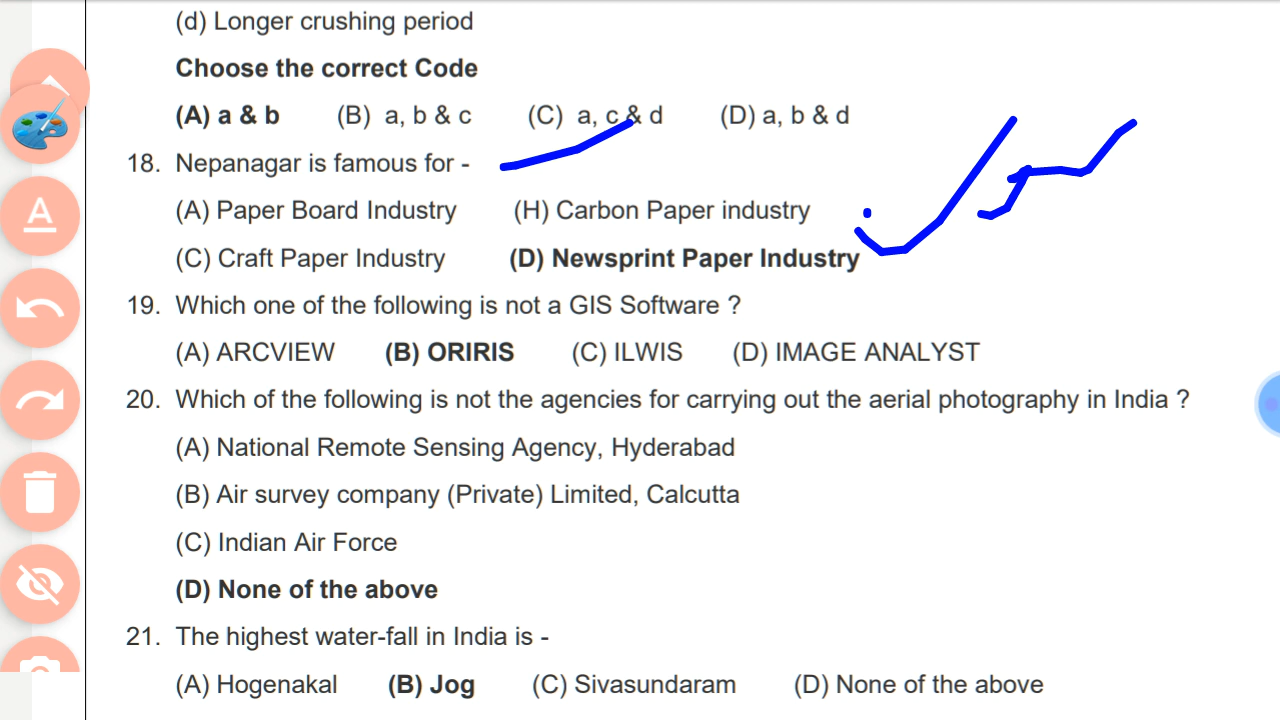 (d) Longer crushing period
Choose the correct Code
(A) a & b (B) a, b & c (C) a, c & d (D) a, b & d
18. Nepanagar is famous for -
(A) Paper Board Industry (H) Carbon Paper industry
(C) Craft Paper Industry (D) Newsprint Paper Industry
19. Which one of the following is not a GIS Software ?
(A) ARCVIEW (B) ORIRIS (C) ILWIS (D) IMAGE ANALYST
20. Which of the following is not the agencies for carrying out the aerial photography in India ?
(A) National Remote Sensing Agency, Hyderabad
(B) Air survey company (Private) Limited, Calcutta
(C) Indian Air Force
(D) None of the above
21. The highest water-fall in India is -
(A) Hogenakal (B) Jog (C) Sivasundaram (D) None of the above